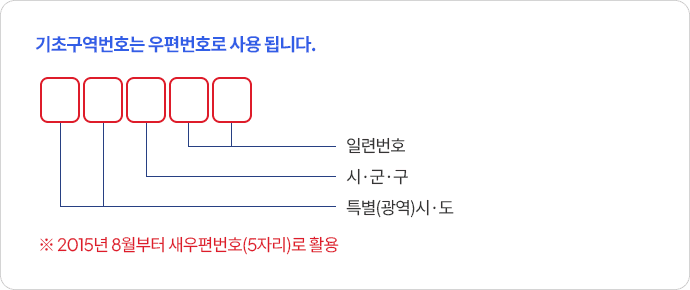 기초구역번호는 우편번호로 사용 됩니다.
일련번호
시·군·구
특별(광역)시·도
※ 2015년 8월부터 새우편번호(5자리)로 활용